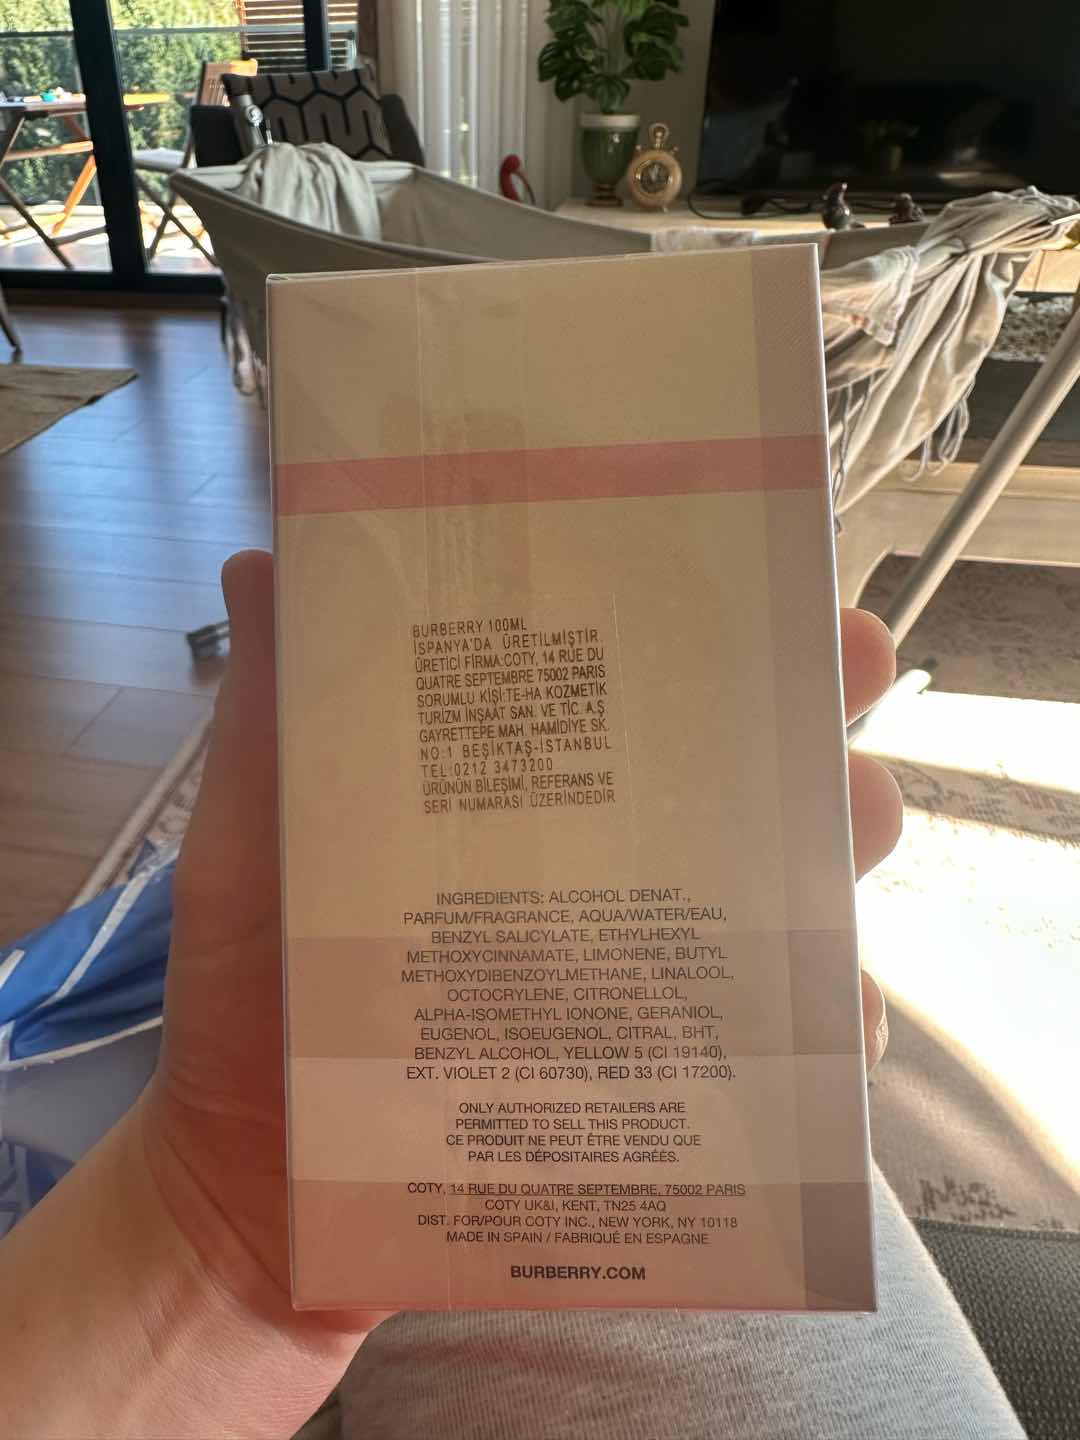 BURBERRY 100ML
İSPANYA'DA ÜRETİLMİŞTİR.
ÜRETİCİ FİRMA:COTY, 14 RUE DU
QUATRE SEPTEMBRE 75002 PARIS
SORUMLU KİŞİ:TE-HA KOZMETİK
TURİZM İNŞAAT SAN. VE TİC. A.Ş
GAYRETTEPE MAH. HAMİDİYE SK.
NO:1 BEŞİKTAŞ-İSTANBUL
TEL:0212 3473200
ÜRÜNÜN BİLEŞİMİ, REFERANS VE
SERİ NUMARASI ÜZERİNDEDİR
INGREDIENTS: ALCOHOL DENAT.,
PARFUM/FRAGRANCE, AQUA/WATER/EAU,
BENZYL SALICYLATE, ETHYLHEXYL
METHOXYCINNAMATE, LIMONENE, BUTYL
METHOXYDIBENZOYLMETHANE, LINALOOL,
OCTOCRYLENE, CITRONELLOL,
ALPHA-ISOMETHYL IONONE, GERANIOL,
EUGENOL, ISOEUGENOL, CITRAL, BHT,
BENZYL ALCOHOL, YELLOW 5 (CI 19140),
EXT. VIOLET 2 (CI 60730), RED 33 (CI 17200).
ONLY AUTHORIZED RETAILERS ARE
PERMITTED TO SELL THIS PRODUCT.
CE PRODUIT NE PEUT ÊTRE VENDU QUE
PAR LES DÉPOSITAIRES AGRÉÉS.
COTY, 14 RUE DU QUATRE SEPTEMBRE, 75002 PARIS
COTY UK&I, KENT, TN25 4AQ
DIST. FOR/POUR COTY INC., NEW YORK, NY 10118
MADE IN SPAIN / FABRIQUÉ EN ESPAGNE
BURBERRY.COM